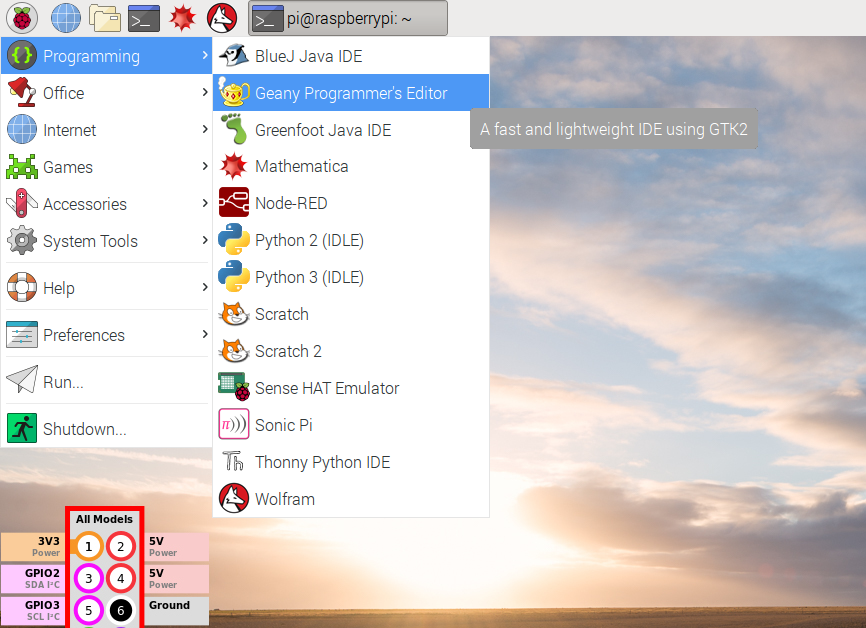 pi@raspberrypi: ~
Programming
Office
Internet
Games
Accessories
System Tools
Help
Preferences
Run...
Shutdown...
BlueJ Java IDE
Geany Programmer's Editor
A fast and lightweight IDE using GTK2
Greenfoot Java IDE
Mathematica
Node-RED
Python 2 (IDLE)
Python 3 (IDLE)
Scratch
Scratch 2
Sense HAT Emulator
π)))
Sonic Pi
Th
Thonny Python IDE
Wolfram
All Models
3V3
Power
1
2
5V
Power
GPIO2
SDA I²C
3
4
5V
Power
GPIO3
SCL I²C
5
6
Ground